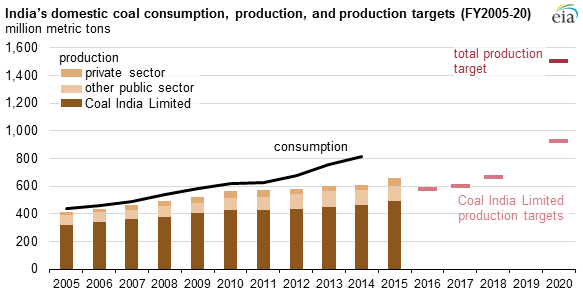 India's domestic coal consumption, production, and production targets (FY2005-20)
million metric tons
eia
1,600
1,400
1,200
1,000
800
600
400
200
0
production
private sector
other public sector
Coal India Limited
consumption
total production
target
Coal India Limited
production targets
2005 2006 2007 2008 2009 2010 2011 2012 2013 2014 2015 2016 2017 2018 2019 2020